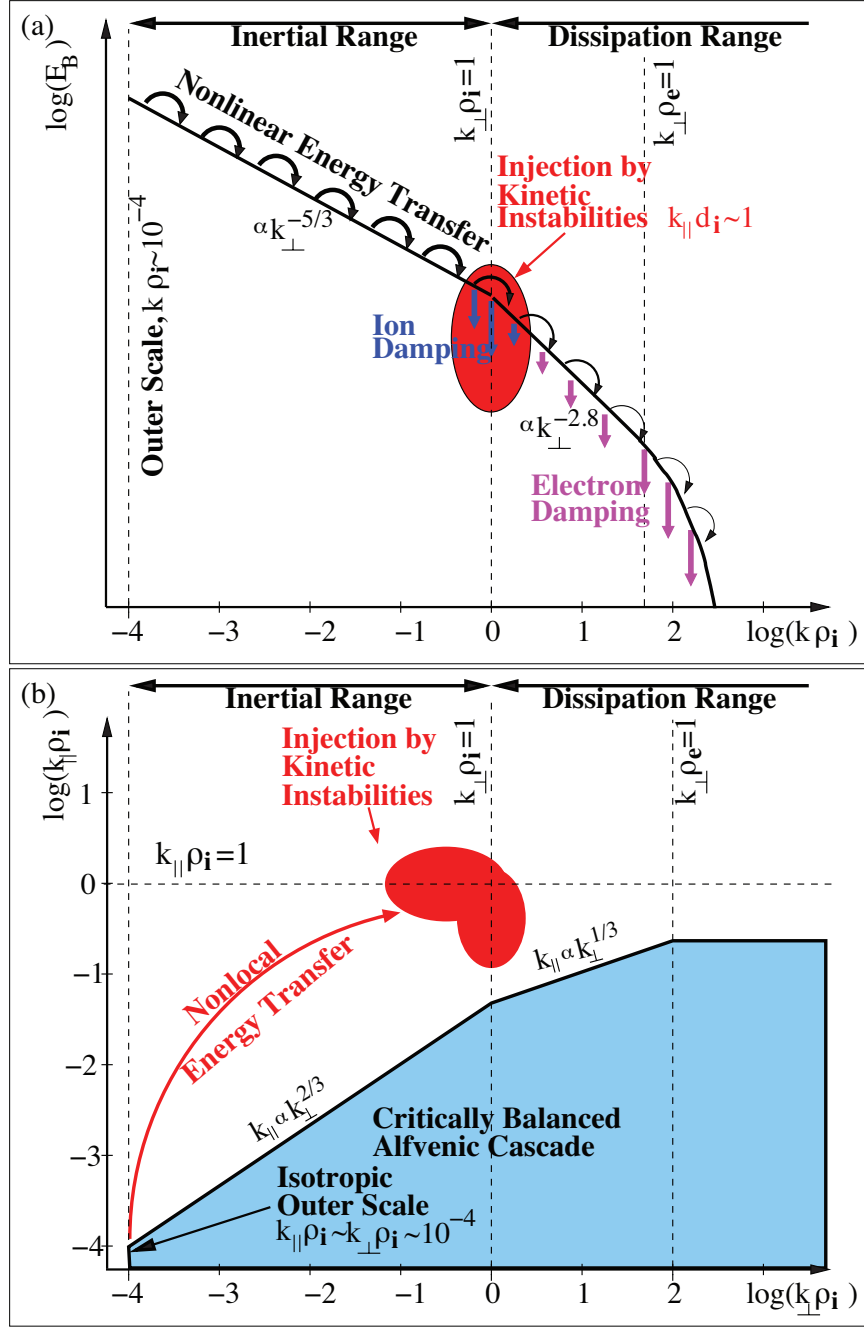 (a)
Inertial Range
Dissipation Range
log(E_B)
Nonlinear Energy Transfer
k_⊥ρ_i=1
k_⊥ρ_e=1
Injection by
Kinetic
Instabilities k_||d_i~1
Outer Scale, k ρ_i~10^-4
αk_⊥^-5/3
Ion
Damping
αk_⊥^-2.8
Electron
Damping
−4 −3 −2 −1 0 1 2 log(kρ_i)
(b)
Inertial Range
Dissipation Range
log(k_||ρ_i)
Injection by
Kinetic
Instabilities
k_⊥ρ_i=1
k_⊥ρ_e=1
1
k_||ρ_i=1
0
−1
Nonlocal
Energy Transfer
k_||αk_⊥^1/3
−2
k_||αk_⊥^2/3
Critically Balanced
Alfvenic Cascade
−3
Isotropic
Outer Scale
k_||ρ_i~k_⊥ρ_i~10^-4
−4
−4 −3 −2 −1 0 1 2 log(k_⊥ρ_i)